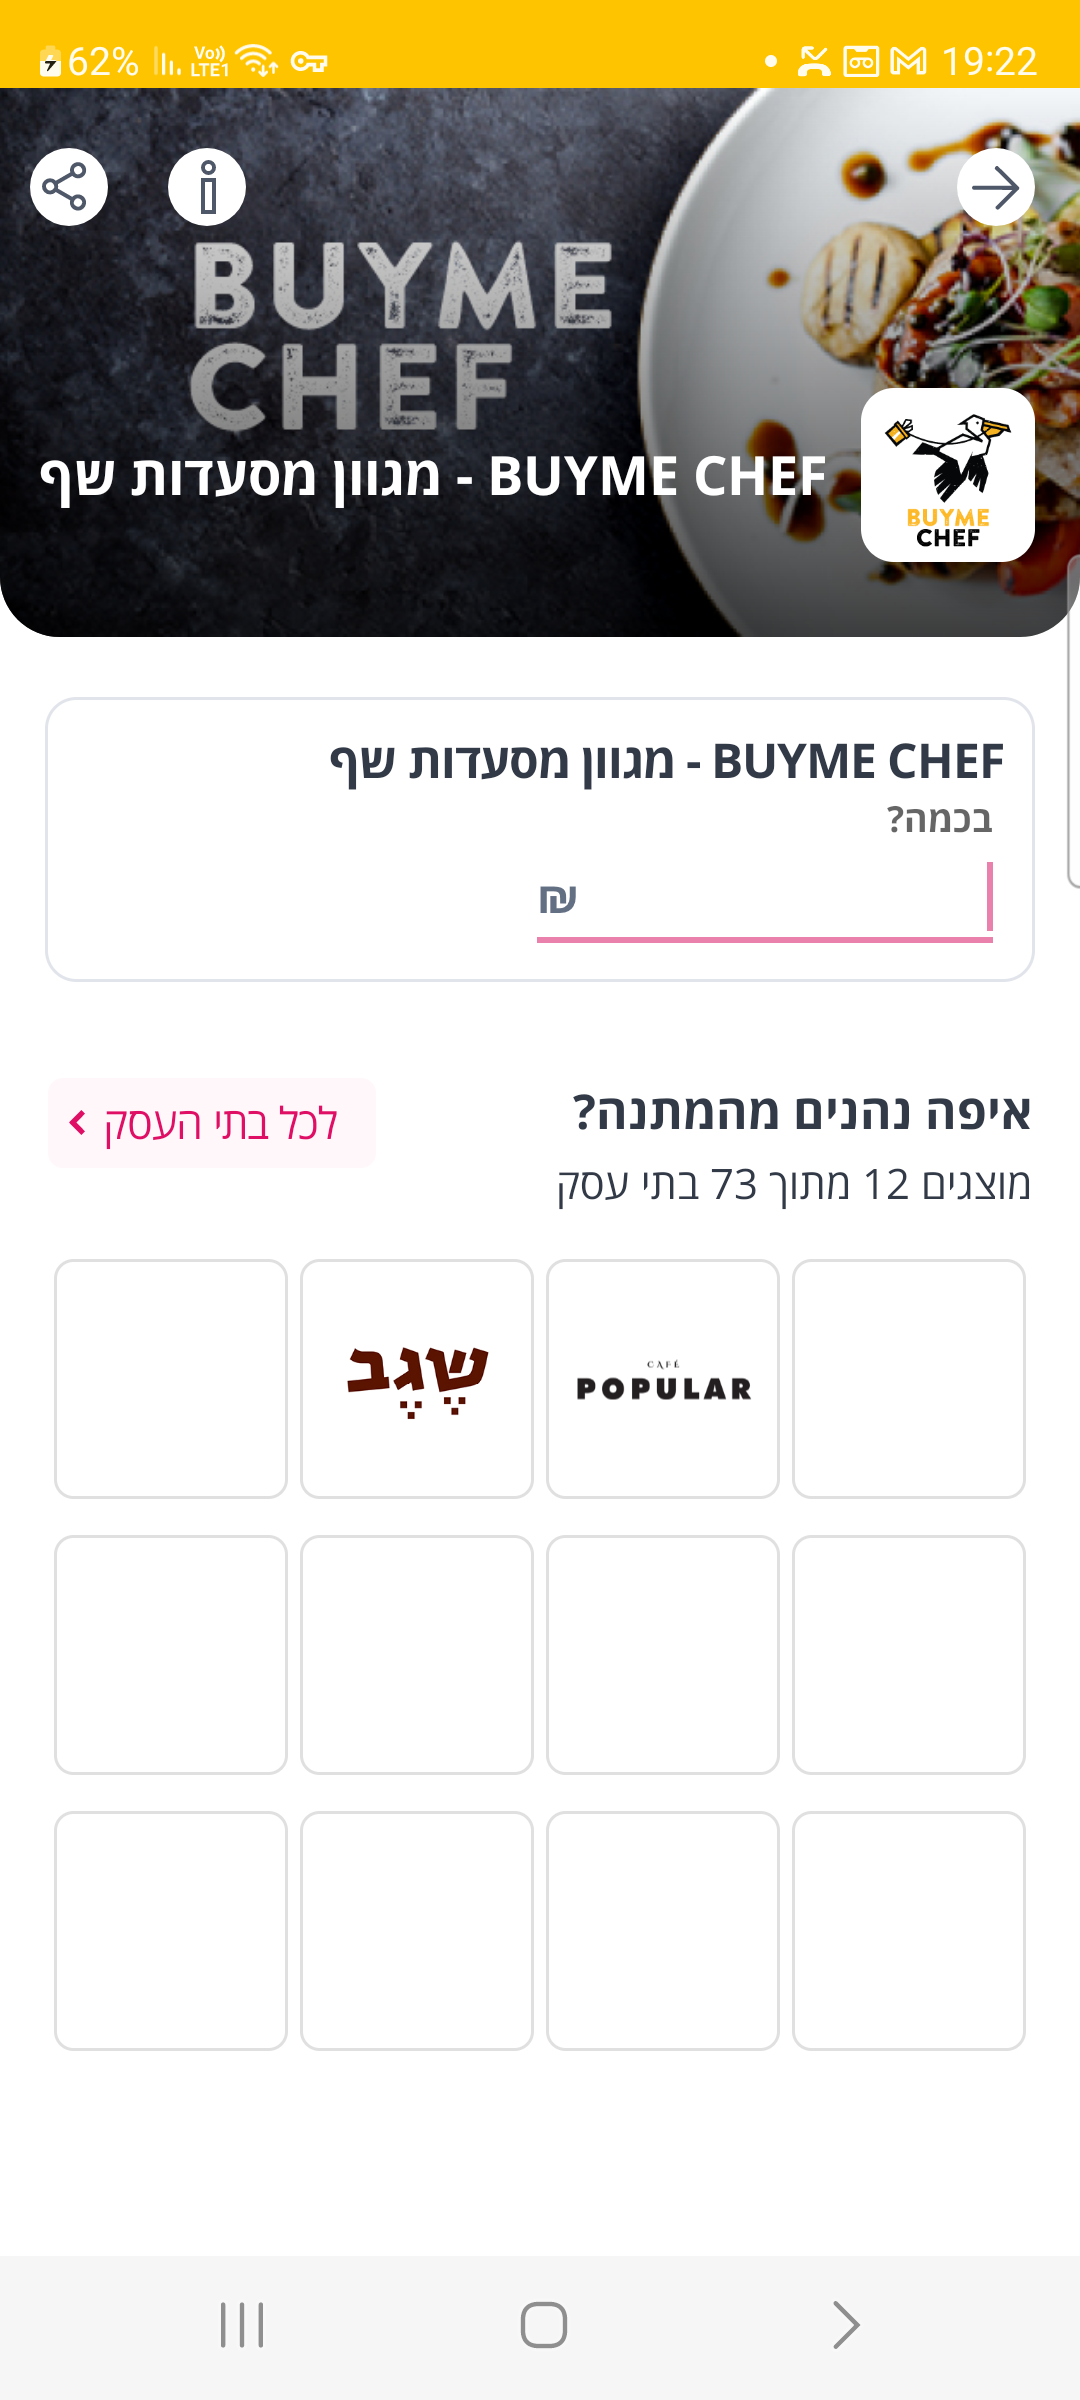 62% Vo)) LTE1 19:22
BUYME
CHEF
BUYME CHEF - מגוון מסעדות שף
BUYME
CHEF
BUYME CHEF - מגוון מסעדות שף
בכמה?
₪
איפה נהנים מהמתנה?
לכל בתי העסק
מוצגים 12 מתוך 73 בתי עסק
CAFÉ
POPULAR
שֶגֶב